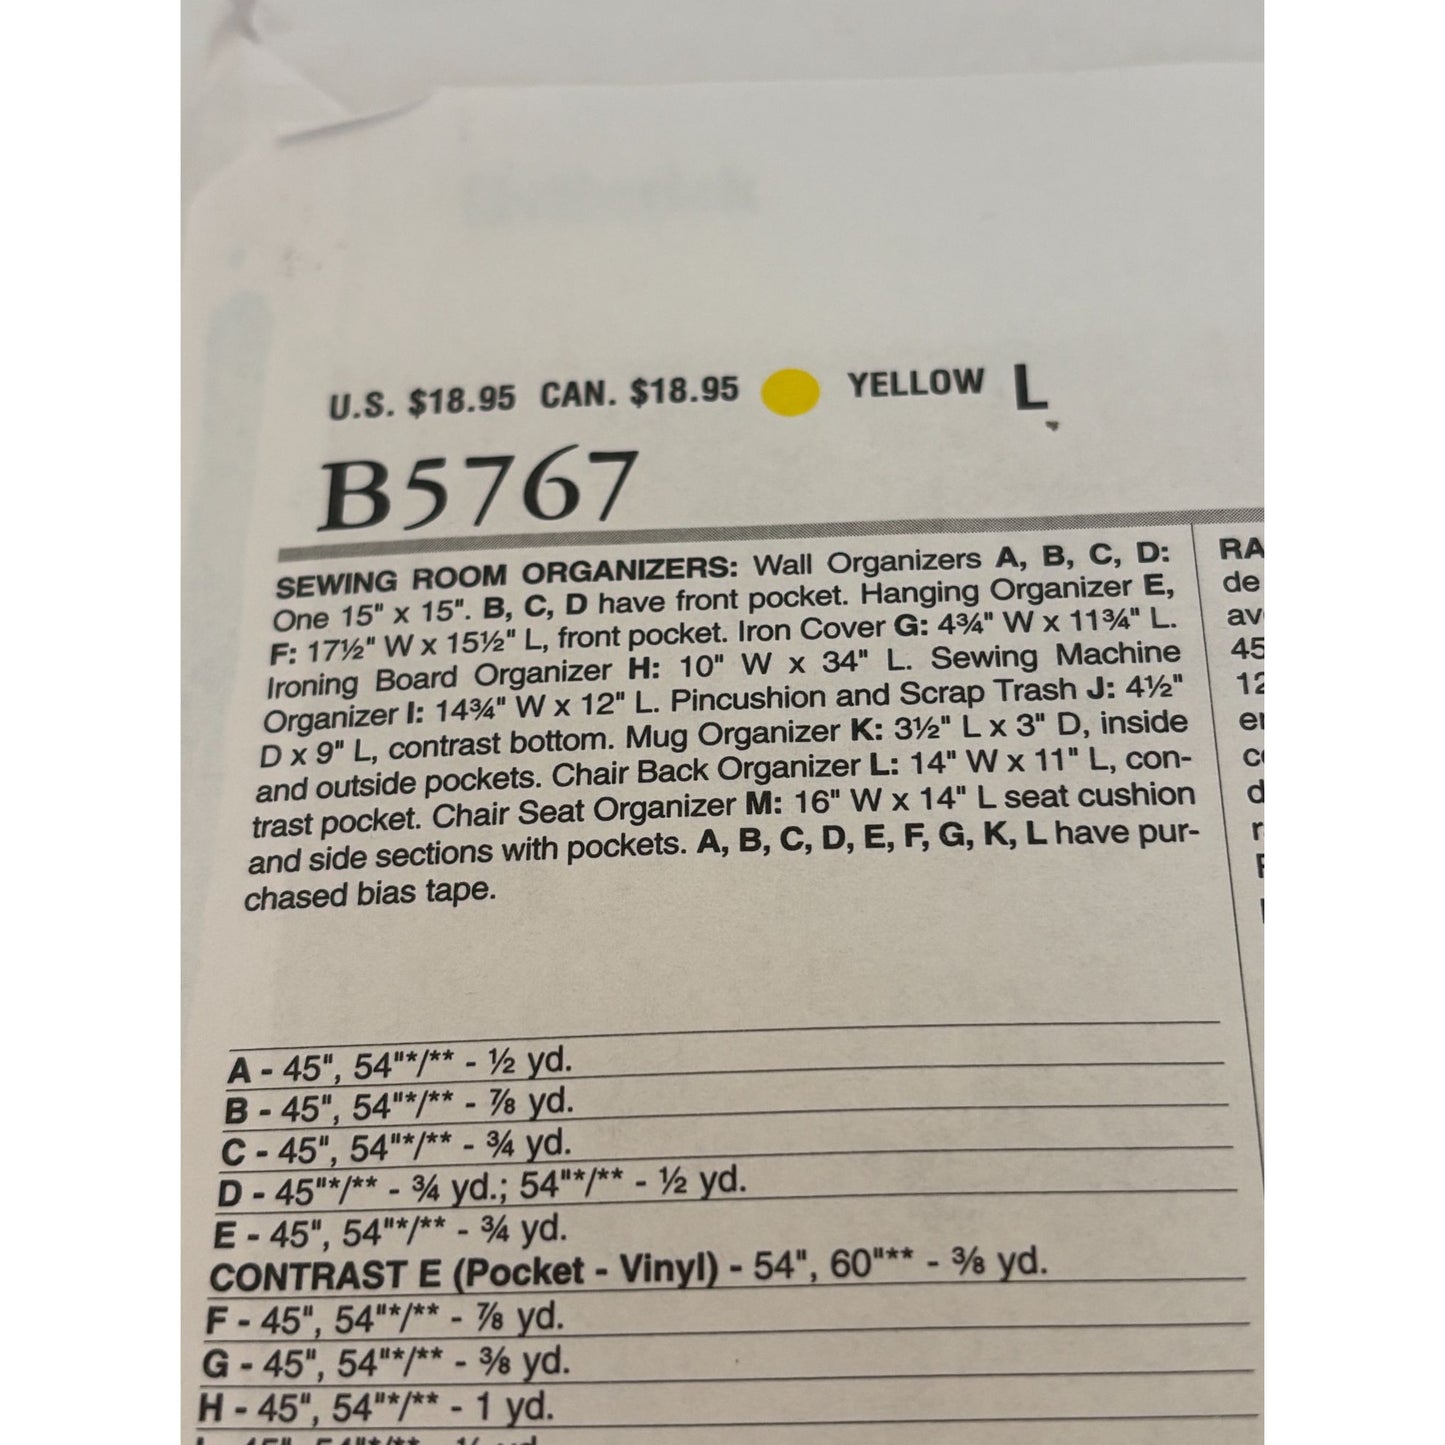 U.S. $18.95 CAN. $18.95 YELLOW L
B5767
SEWING ROOM ORGANIZERS: Wall Organizers A, B, C, D:
One 15" x 15". B, C, D have front pocket. Hanging Organizer E,
F: 17½" W x 15½" L, front pocket. Iron Cover G: 4¾" W x 11¾" L.
Ironing Board Organizer H: 10" W x 34" L. Sewing Machine
Organizer I: 14¾" W x 12" L. Pincushion and Scrap Trash J: 4½"
D x 9" L, contrast bottom. Mug Organizer K: 3½" L x 3" D, inside
and outside pockets. Chair Back Organizer L: 14" W x 11" L, con-
trast pocket. Chair Seat Organizer M: 16" W x 14" L seat cushion
and side sections with pockets. A, B, C, D, E, F, G, K, L have pur-
chased bias tape.
A - 45", 54"*/** - ½ yd.
B - 45", 54"*/** - ⅞ yd.
C - 45", 54"*/** - ¾ yd.
D - 45"*/** - ¾ yd.; 54"*/** - ½ yd.
E - 45", 54"*/** - ¾ yd.
CONTRAST E (Pocket - Vinyl) - 54", 60"** - ⅜ yd.
F - 45", 54"*/** - ⅞ yd.
G - 45", 54"*/** - ⅜ yd.
H - 45", 54"*/** - 1 yd.
RA
de
av
45
12